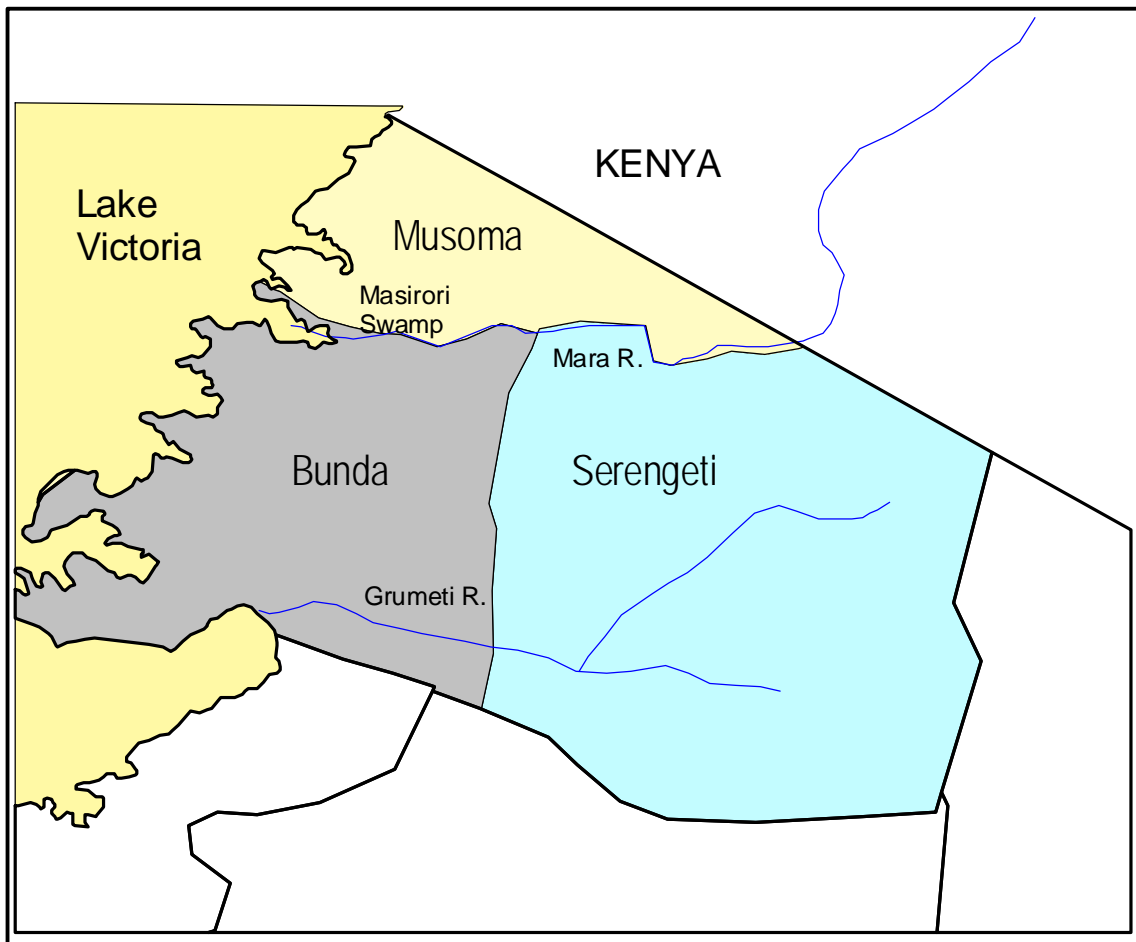 KENYA
Lake
Victoria
Musoma
Masirori
Swamp
Mara R.
Bunda
Serengeti
Grumeti R.